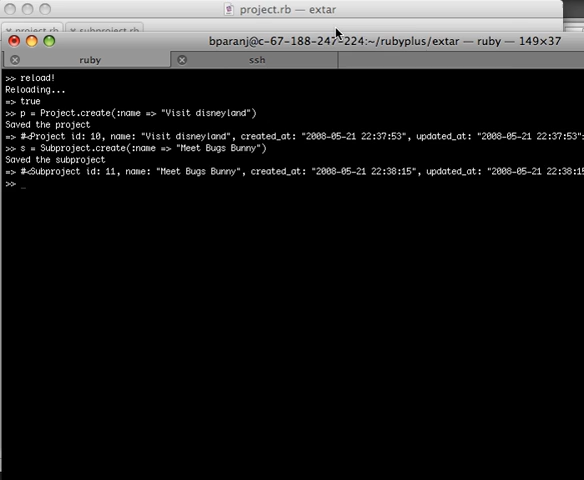 project.rb — extar
project.rb subproject.rb
bparanj@c-67-188-247-224:~/rubyplus/extar — ruby — 149×37
ruby ssh
>> reload!
Reloading...
=> true
>> p = Project.create(:name => "Visit disneyland")
Saved the project
=> #<Project id: 10, name: "Visit disneyland", created_at: "2008-05-21 22:37:53", updated_at: "2008-05-21 22:37:53"
>> s = Subproject.create(:name => "Meet Bugs Bunny")
Saved the subproject
=> #<Subproject id: 11, name: "Meet Bugs Bunny", created_at: "2008-05-21 22:38:15", updated_at: "2008-05-21 22:38:15
>> _